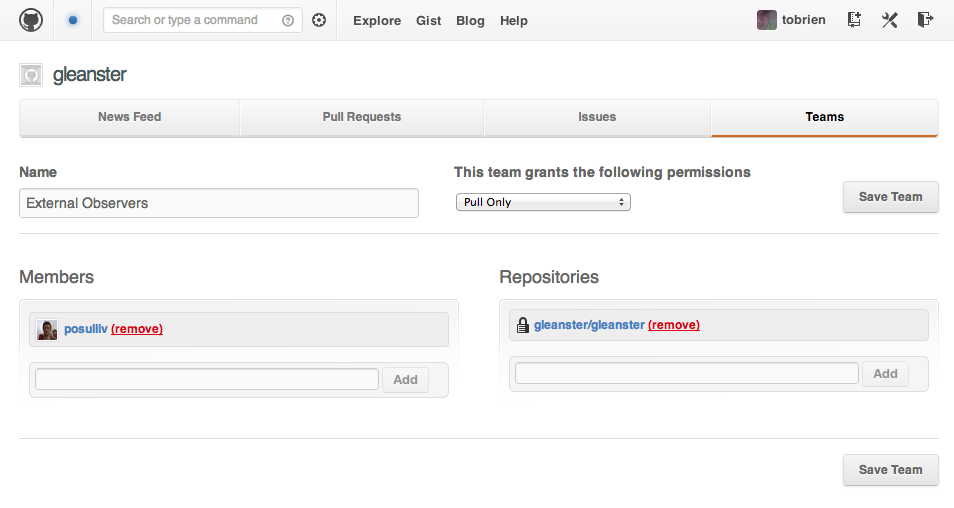 Search or type a command
Explore Gist Blog Help
tobrien
gleanster
News Feed Pull Requests Issues Teams
Name
This team grants the following permissions
External Observers
Pull Only
Save Team
Members
Repositories
posulliv (remove)
gleanster/gleanster (remove)
Add
Add
Save Team